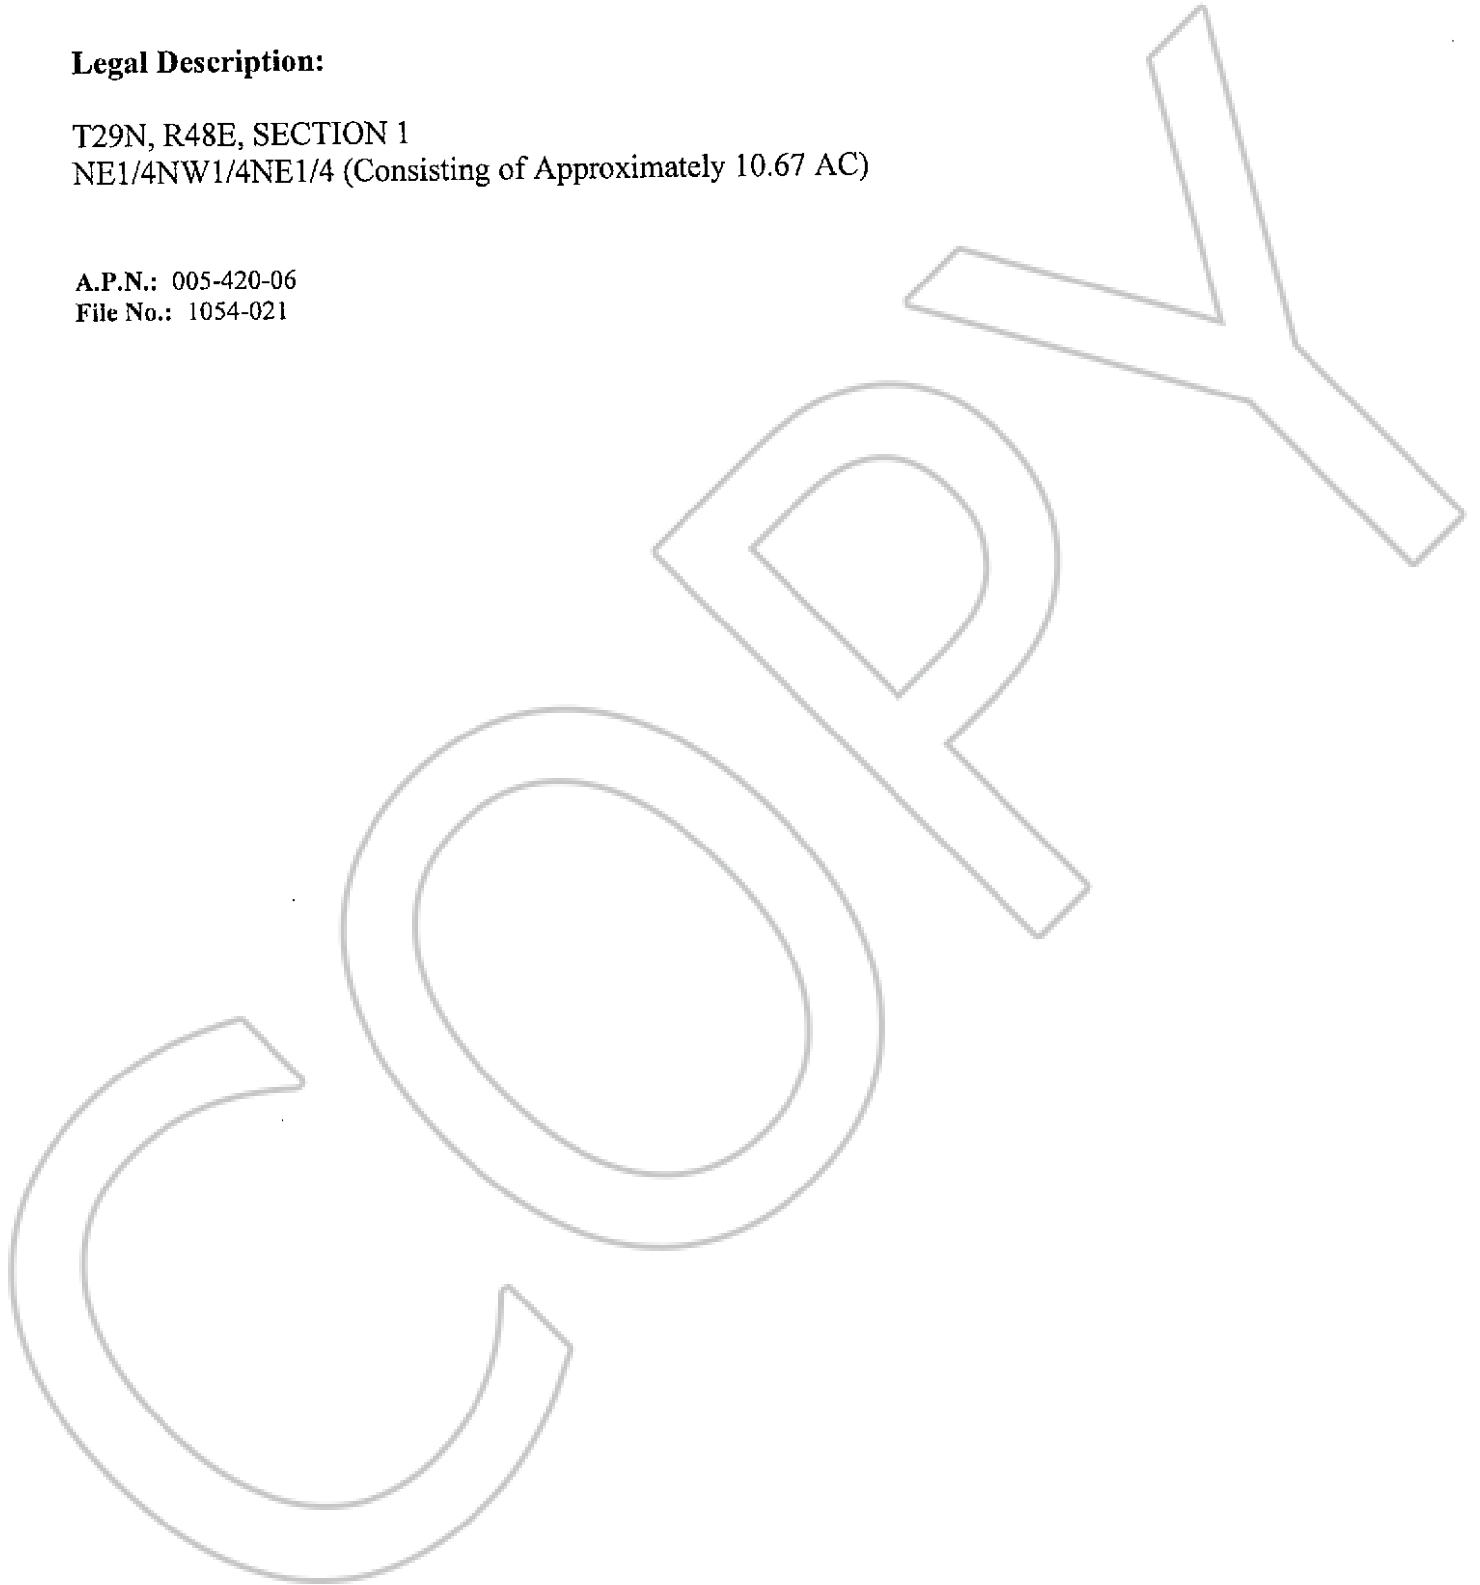 Legal Description:
T29N, R48E, SECTION 1
NE1/4NW1/4NE1/4 (Consisting of Approximately 10.67 AC)
A.P.N.: 005-420-06
File No.: 1054-021
COPY